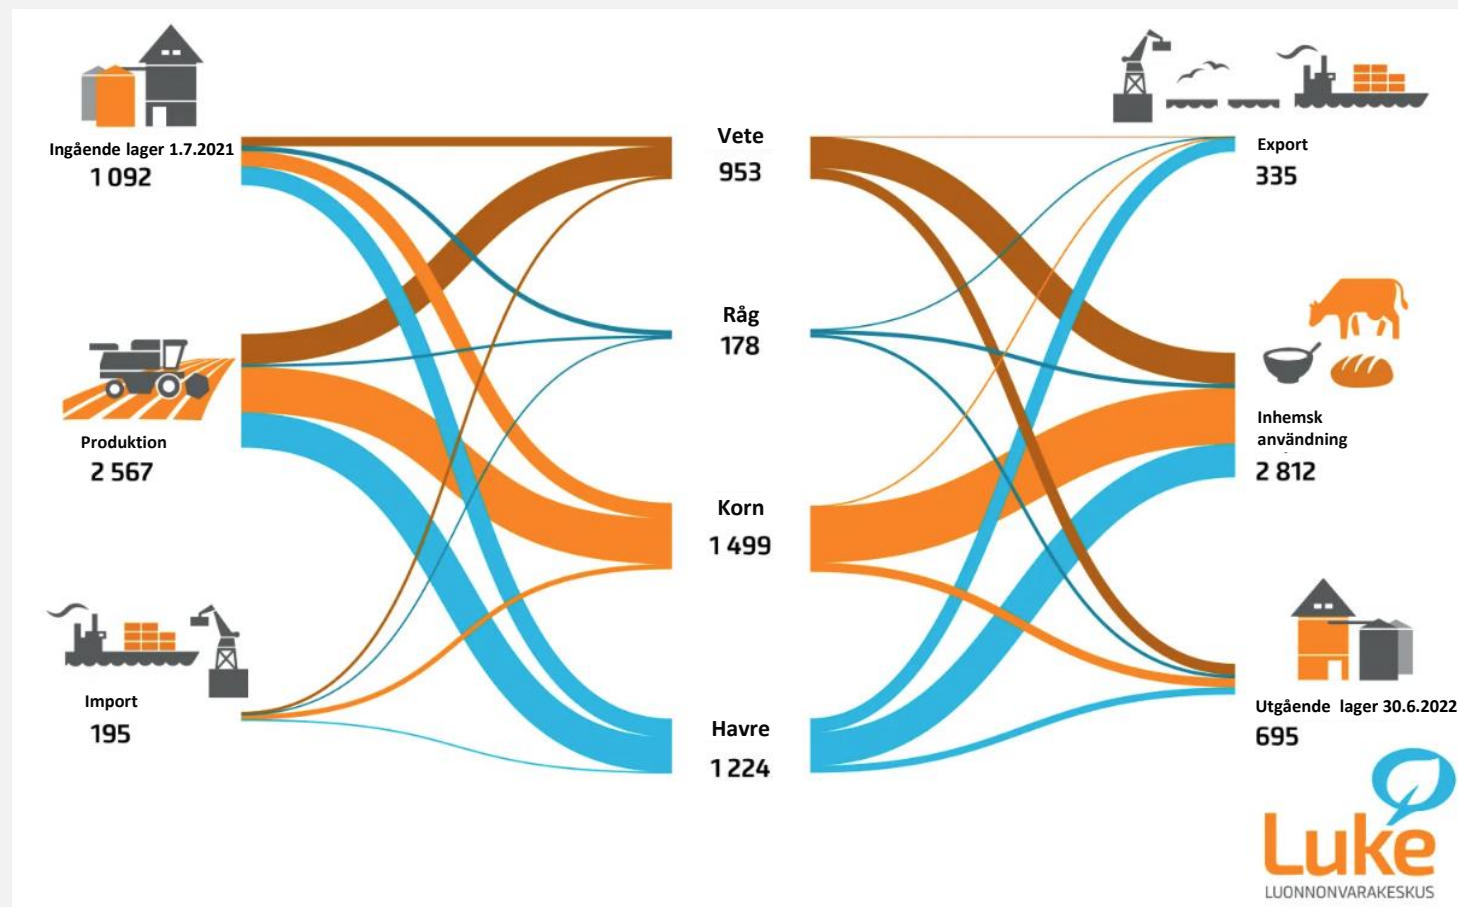 Ingående lager 1.7.2021
1 092
Produktion
2 567
Import
195
Vete
953
Råg
178
Korn
1 499
Havre
1 224
Export
335
Inhemsk
användning
2 812
Utgående lager 30.6.2022
695
Luke
LUONNONVARAKESKUS